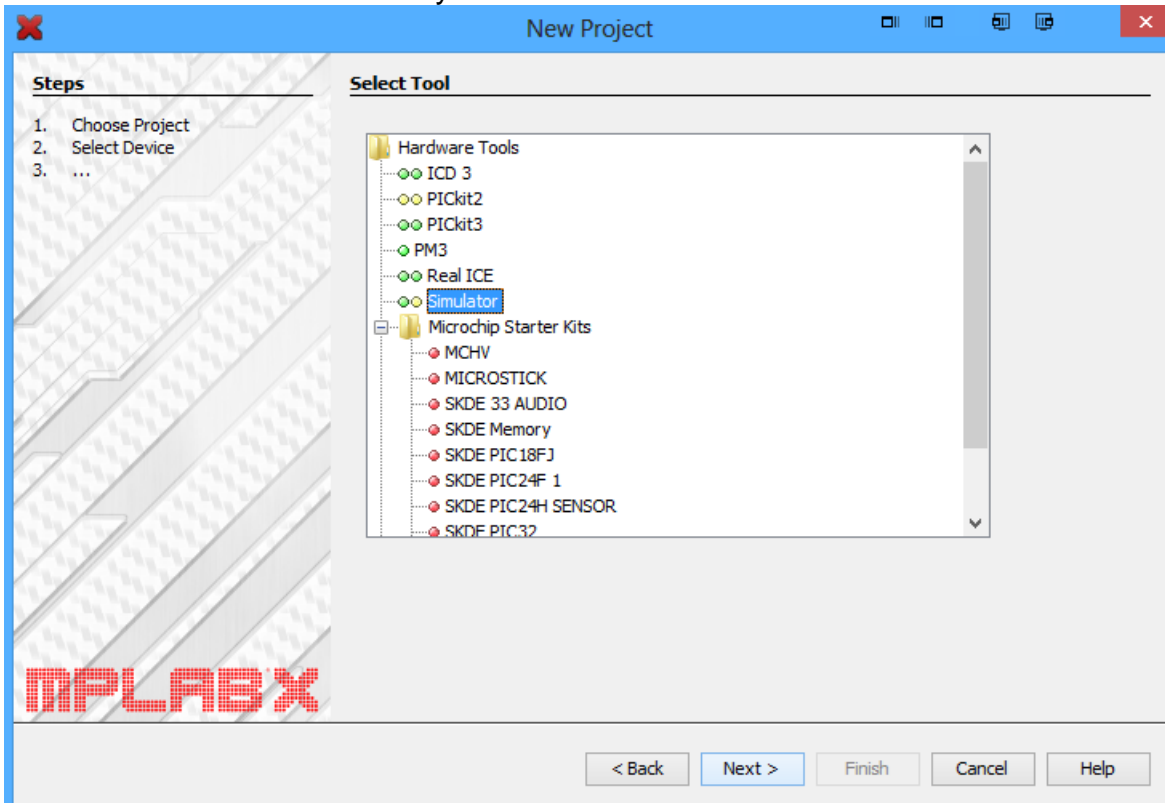 New Project
Steps
1. Choose Project
2. Select Device
3. ...
Select Tool
Hardware Tools
ICD 3
PICkit2
PICkit3
PM3
Real ICE
Simulator
Microchip Starter Kits
MCHV
MICROSTICK
SKDE 33 AUDIO
SKDE Memory
SKDE PIC18FJ
SKDE PIC24F 1
SKDE PIC24H SENSOR
SKDE PIC32
MPLAB X
< Back Next > Finish Cancel Help